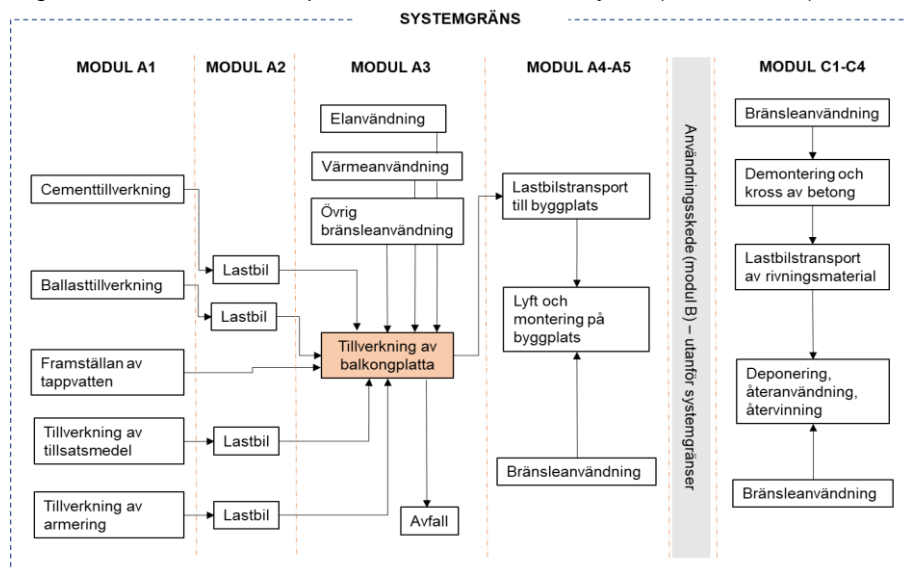 SYSTEMGRÄNS
MODUL A1
MODUL A2
MODUL A3
MODUL A4-A5
MODUL C1-C4
Cementtillverkning
Ballasttillverkning
Framställan av
tappvatten
Tillverkning av
tillsatsmedel
Tillverkning av
armering
Lastbil
Lastbil
Lastbil
Lastbil
Elanvändning
Värmeanvändning
Övrig
bränsleanvändning
Tillverkning av
balkongplatta
Avfall
Lastbilstransport
till byggplats
Lyft och
montering på
byggplats
Bränsleanvändning
Användningsskede (modul B) – utanför systemgränser
Bränsleanvändning
Demontering och
kross av betong
Lastbilstransport
av rivningsmaterial
Deponering,
återanvändning,
återvinning
Bränsleanvändning